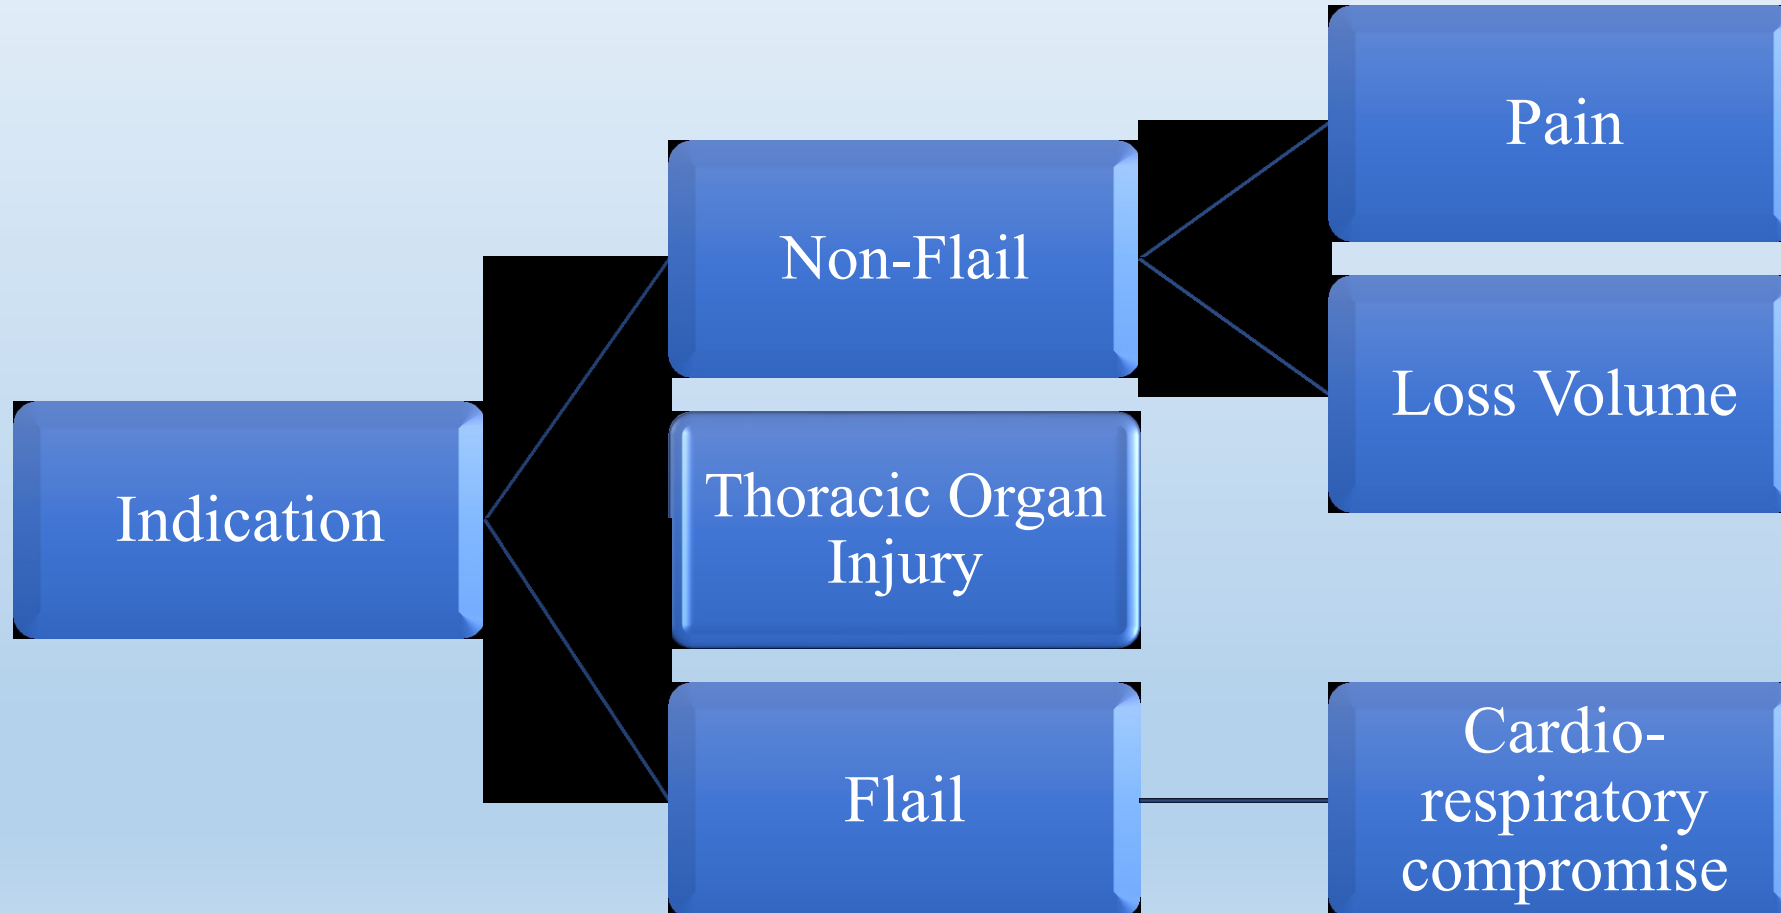 Indication
Non-Flail
Thoracic Organ
Injury
Flail
Pain
Loss Volume
Cardio-
respiratory
compromise